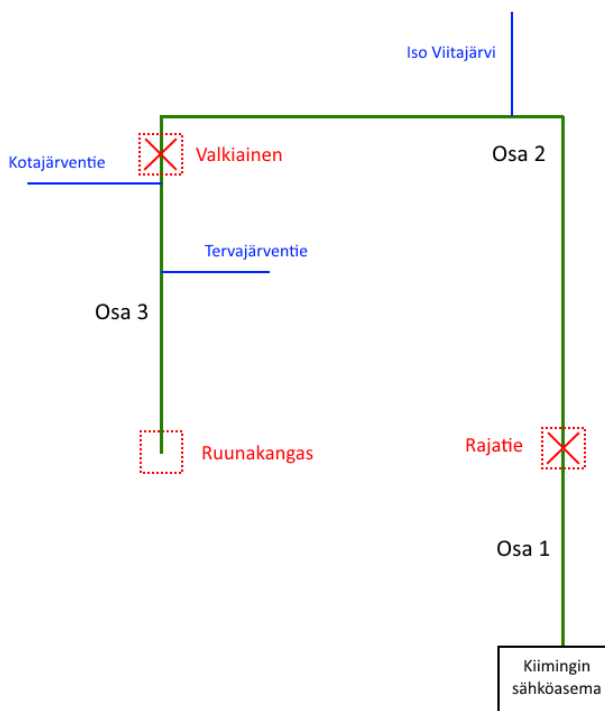 Iso Viitajärvi
Valkiainen
Osa 2
Kotajärventie
Tervajärventie
Osa 3
Ruunakangas
Rajatie
Osa 1
Kiimingin
sähköasema